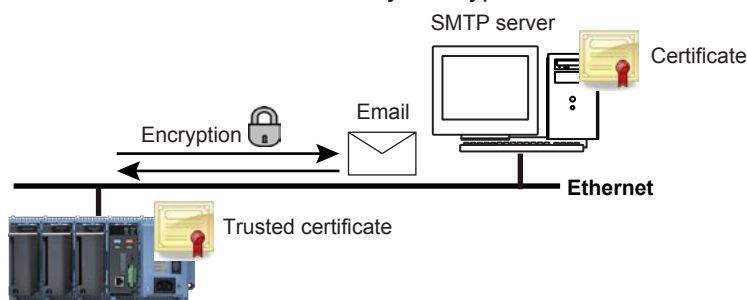 SMTP server
Certificate
Email
Encryption
Ethernet
Trusted certificate